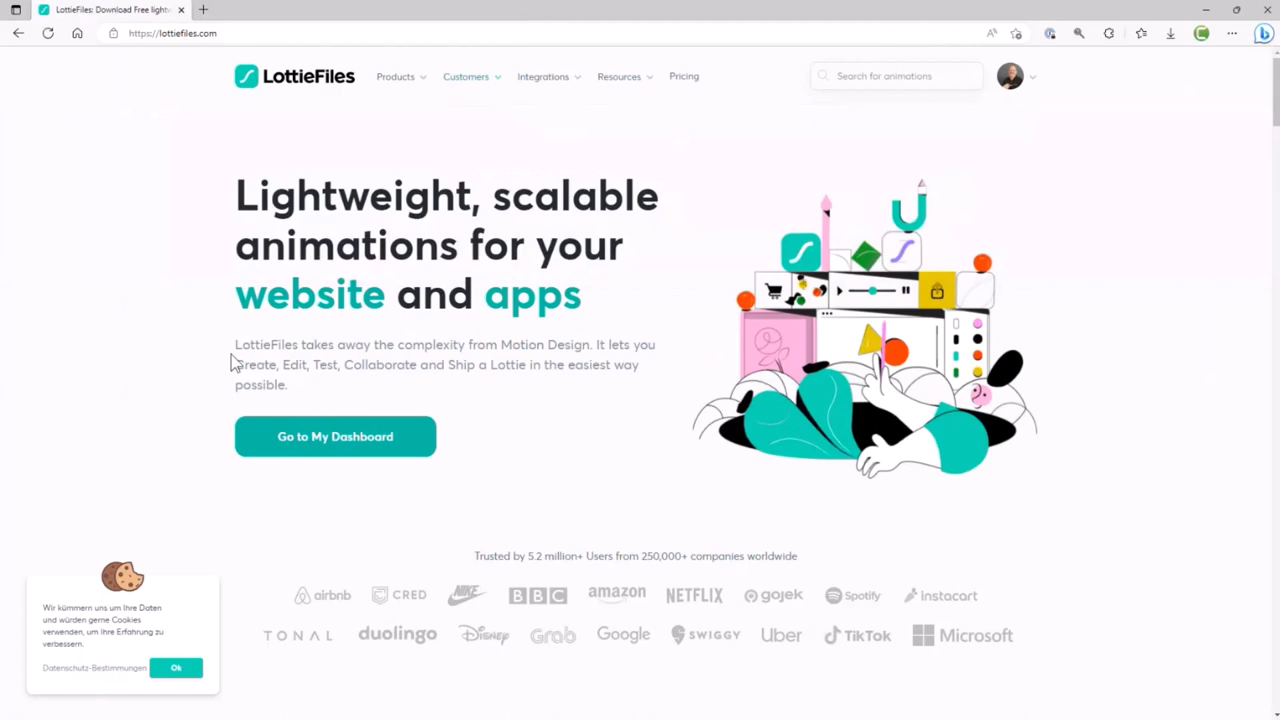 LottieFiles: Download Free lightw
https://lottiefiles.com
LottieFiles
Products
Customers
Integrations
Resources
Pricing
Search for animations
Lightweight, scalable
animations for your
website and apps
LottieFiles takes away the complexity from Motion Design. It lets you
Create, Edit, Test, Collaborate and Ship a Lottie in the easiest way
possible.
Go to My Dashboard
Trusted by 5.2 million+ Users from 250,000+ companies worldwide
airbnb CRED NIKE BBC amazon NETFLIX gojek Spotify instacart
TONAL duolingo Disney Grab Google SWIGGY Uber TikTok Microsoft
Wir kümmern uns um Ihre Daten
und würden gerne Cookies
verwenden, um Ihre Erfahrung zu
verbessern.
Datenschutz-Bestimmungen
Ok